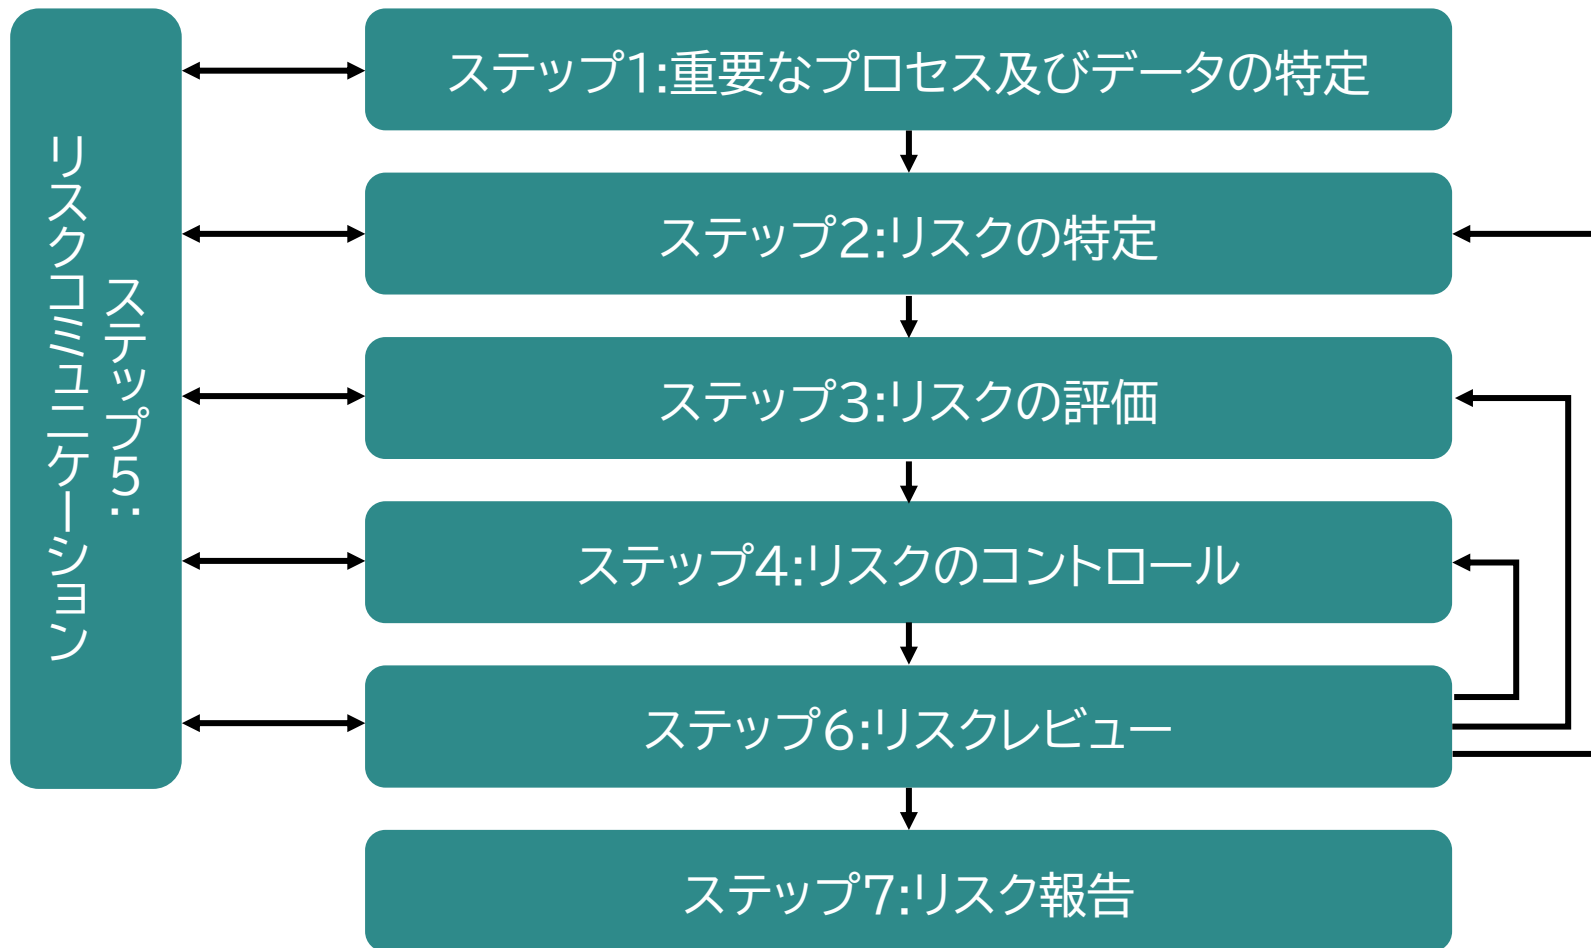 ステップ5:
リスクコミュニケーション
ステップ1:重要なプロセス及びデータの特定
ステップ2:リスクの特定
ステップ3:リスクの評価
ステップ4:リスクのコントロール
ステップ6:リスクレビュー
ステップ7:リスク報告